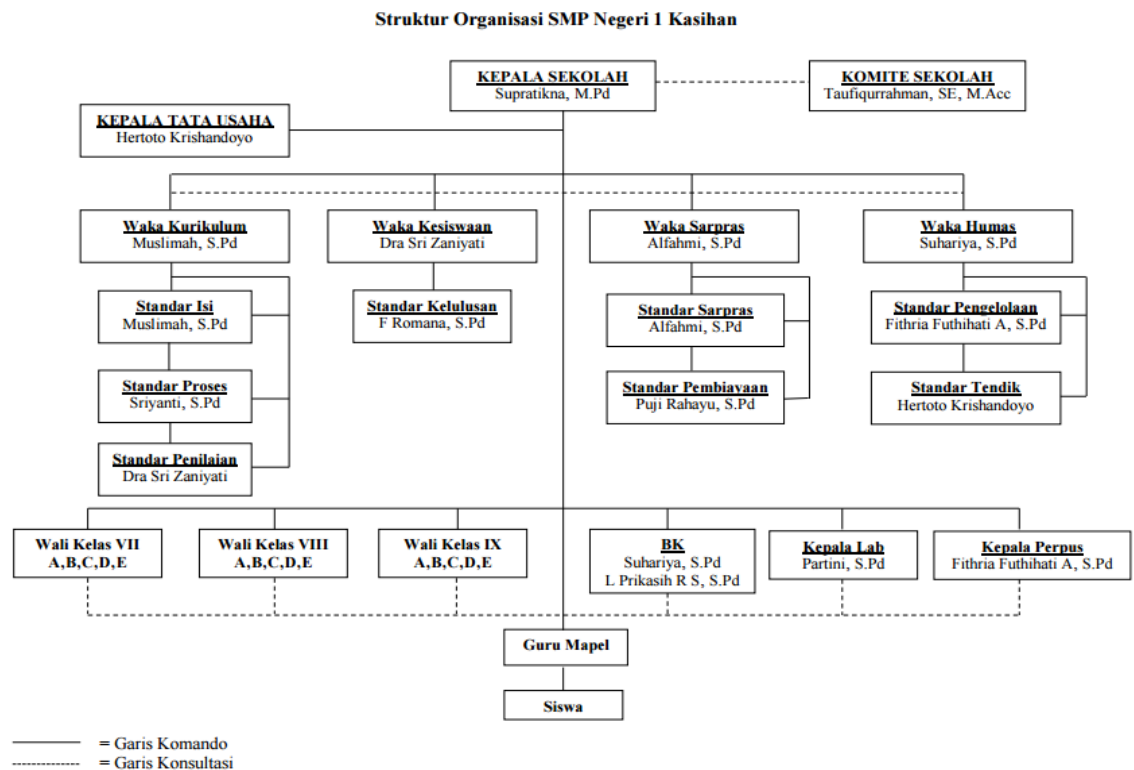 Struktur Organisasi SMP Negeri 1 Kasihan
KEPALA SEKOLAH
Supratikna, M.Pd
KOMITE SEKOLAH
Taufiqurrahman, SE, M.Acc
KEPALA TATA USAHA
Hertoto Krishandoyo
Waka Kurikulum
Muslimah, S.Pd
Waka Kesiswaan
Dra Sri Zaniyati
Waka Sarpras
Alfahmi, S.Pd
Waka Humas
Suhariya, S.Pd
Standar Isi
Muslimah, S.Pd
Standar Kelulusan
F Romana, S.Pd
Standar Sarpras
Alfahmi, S.Pd
Standar Pengelolaan
Fithria Futhihati A, S.Pd
Standar Proses
Sriyanti, S.Pd
Standar Pembiayaan
Puji Rahayu, S.Pd
Standar Tendik
Hertoto Krishandoyo
Standar Penilaian
Dra Sri Zaniyati
Wali Kelas VII
A,B,C,D,E
Wali Kelas VIII
A,B,C,D,E
Wali Kelas IX
A,B,C,D,E
BK
Suhariya, S.Pd
L Prikasih R S, S.Pd
Kepala Lab
Partini, S.Pd
Kepala Perpus
Fithria Futhihati A, S.Pd
Guru Mapel
Siswa
= Garis Komando
= Garis Konsultasi